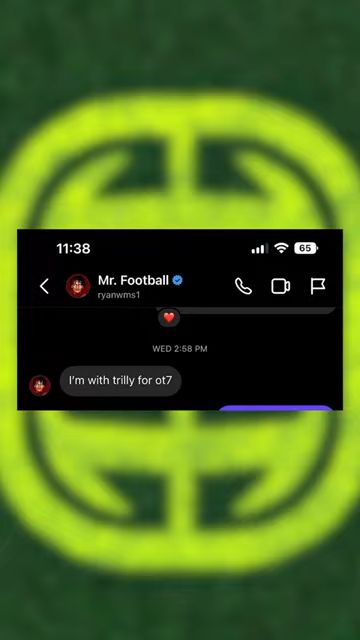 11:38
65
Mr. Football
ryanwms1
WED 2:58 PM
I'm with trilly for ot7